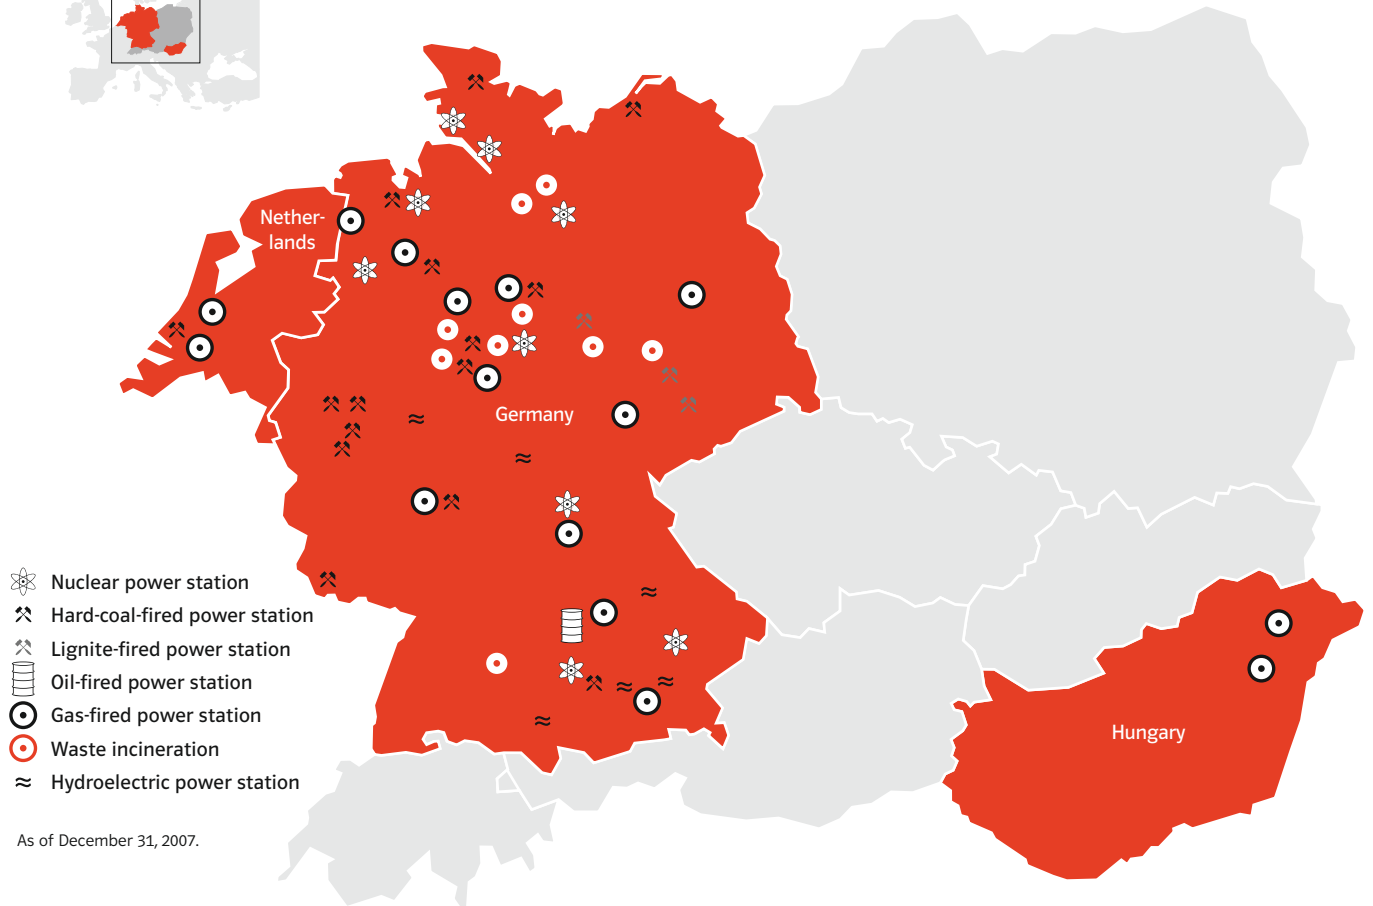 Nether-
lands
Germany
Hungary
Nuclear power station
Hard-coal-fired power station
Lignite-fired power station
Oil-fired power station
Gas-fired power station
Waste incineration
Hydroelectric power station
As of December 31, 2007.